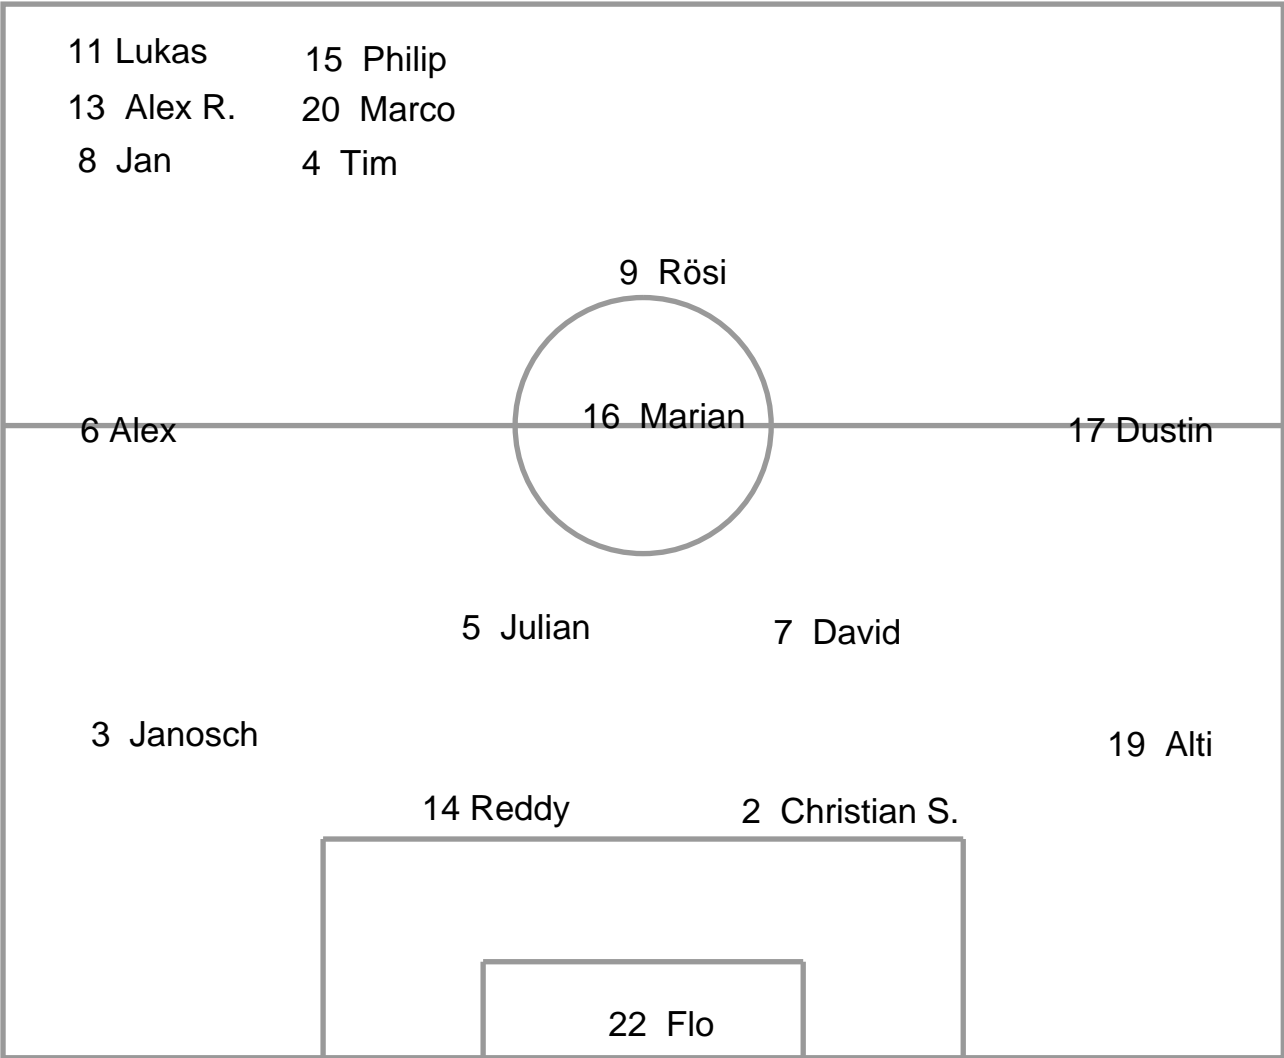 11 Lukas
15 Philip
13 Alex R.
20 Marco
8 Jan
4 Tim
9 Rösi
16 Marian
6 Alex
17 Dustin
5 Julian
7 David
3 Janosch
19 Alti
14 Reddy
2 Christian S.
22 Flo